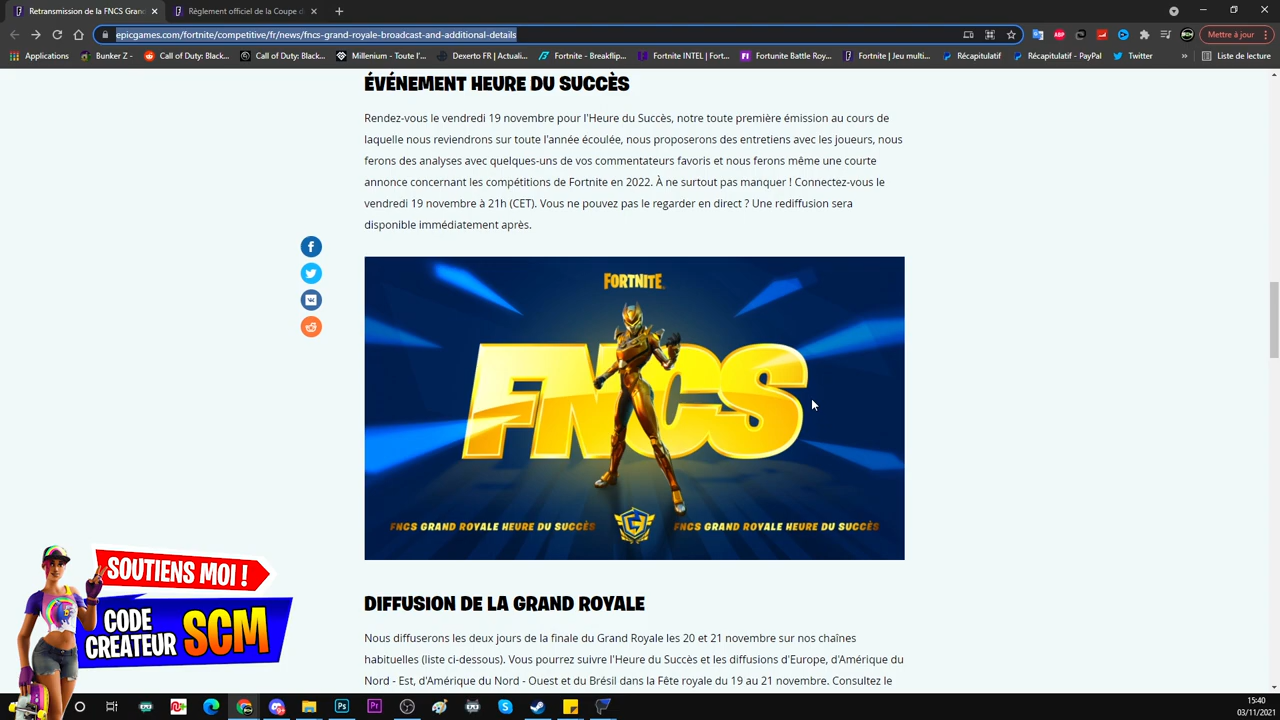 Retransmission de la FNCS Grand
Règlement officiel de la Coupe d
epicgames.com/fortnite/competitive/fr/news/fncs-grand-royale-broadcast-and-additional-details
Mettre à jour
Applications
Bunker Z -
Call of Duty: Black...
Call of Duty: Black...
Millenium - Toute l'...
Dexerto FR | Actuali...
Fortnite - Breakflip...
Fortnite INTEL | Fort...
Fortnite Battle Roy...
Fortnite | Jeu multi...
Récapitulatif
Récapitulatif - PayPal
Twitter
»
Liste de lecture
ÉVÉNEMENT HEURE DU SUCCÈS
Rendez-vous le vendredi 19 novembre pour l'Heure du Succès, notre toute première émission au cours de
laquelle nous reviendrons sur toute l'année écoulée, nous proposerons des entretiens avec les joueurs, nous
ferons des analyses avec quelques-uns de vos commentateurs favoris et nous ferons même une courte
annonce concernant les compétitions de Fortnite en 2022. À ne surtout pas manquer ! Connectez-vous le
vendredi 19 novembre à 21h (CET). Vous ne pouvez pas le regarder en direct ? Une rediffusion sera
disponible immédiatement après.
FORTNITE
FNCS
FNCS GRAND ROYALE HEURE DU SUCCÈS
FNCS GRAND ROYALE HEURE DU SUCCÈS
DIFFUSION DE LA GRAND ROYALE
Nous diffuserons les deux jours de la finale du Grand Royale les 20 et 21 novembre sur nos chaînes
habituelles (liste ci-dessous). Vous pourrez suivre l'Heure du Succès et les diffusions d'Europe, d'Amérique du
Nord - Est, d'Amérique du Nord - Ouest et du Brésil dans la Fête royale du 19 au 21 novembre. Consultez le
SOUTIENS MOI !
CODE
CREATEUR SCM
15:40
03/11/2021